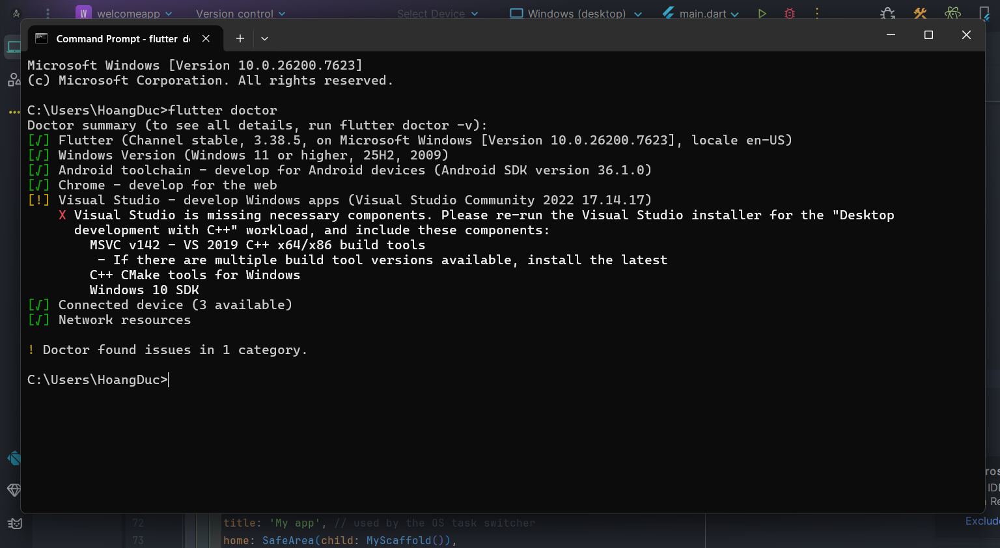 W welcomeapp Version control Select Device Windows (desktop) main.dart
Command Prompt - flutter d
Microsoft Windows [Version 10.0.26200.7623]
(c) Microsoft Corporation. All rights reserved.
C:\Users\HoangDuc>flutter doctor
Doctor summary (to see all details, run flutter doctor -v):
[√] Flutter (Channel stable, 3.38.5, on Microsoft Windows [Version 10.0.26200.7623], locale en-US)
[√] Windows Version (Windows 11 or higher, 25H2, 2009)
[√] Android toolchain - develop for Android devices (Android SDK version 36.1.0)
[√] Chrome - develop for the web
[!] Visual Studio - develop Windows apps (Visual Studio Community 2022 17.14.17)
X Visual Studio is missing necessary components. Please re-run the Visual Studio installer for the "Desktop
development with C++" workload, and include these components:
MSVC v142 - VS 2019 C++ x64/x86 build tools
- If there are multiple build tool versions available, install the latest
C++ CMake tools for Windows
Windows 10 SDK
[√] Connected device (3 available)
[√] Network resources
! Doctor found issues in 1 category.
C:\Users\HoangDuc>
ros
IDE
Re
Exclude
72 title: 'My app', // used by the OS task switcher
73 home: SafeArea(child: MyScaffold()),